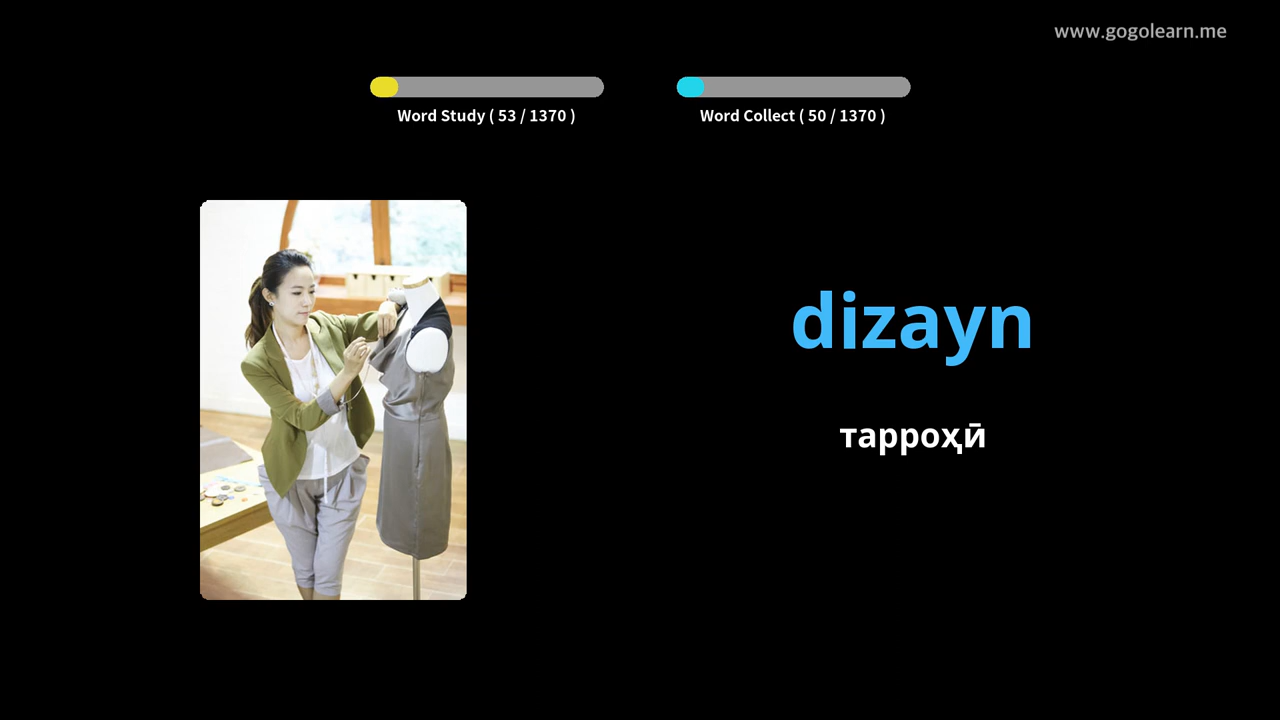 www.gogolearn.me
Word Study ( 53 / 1370 )
Word Collect ( 50 / 1370 )
dizayn
тарроҳӣ